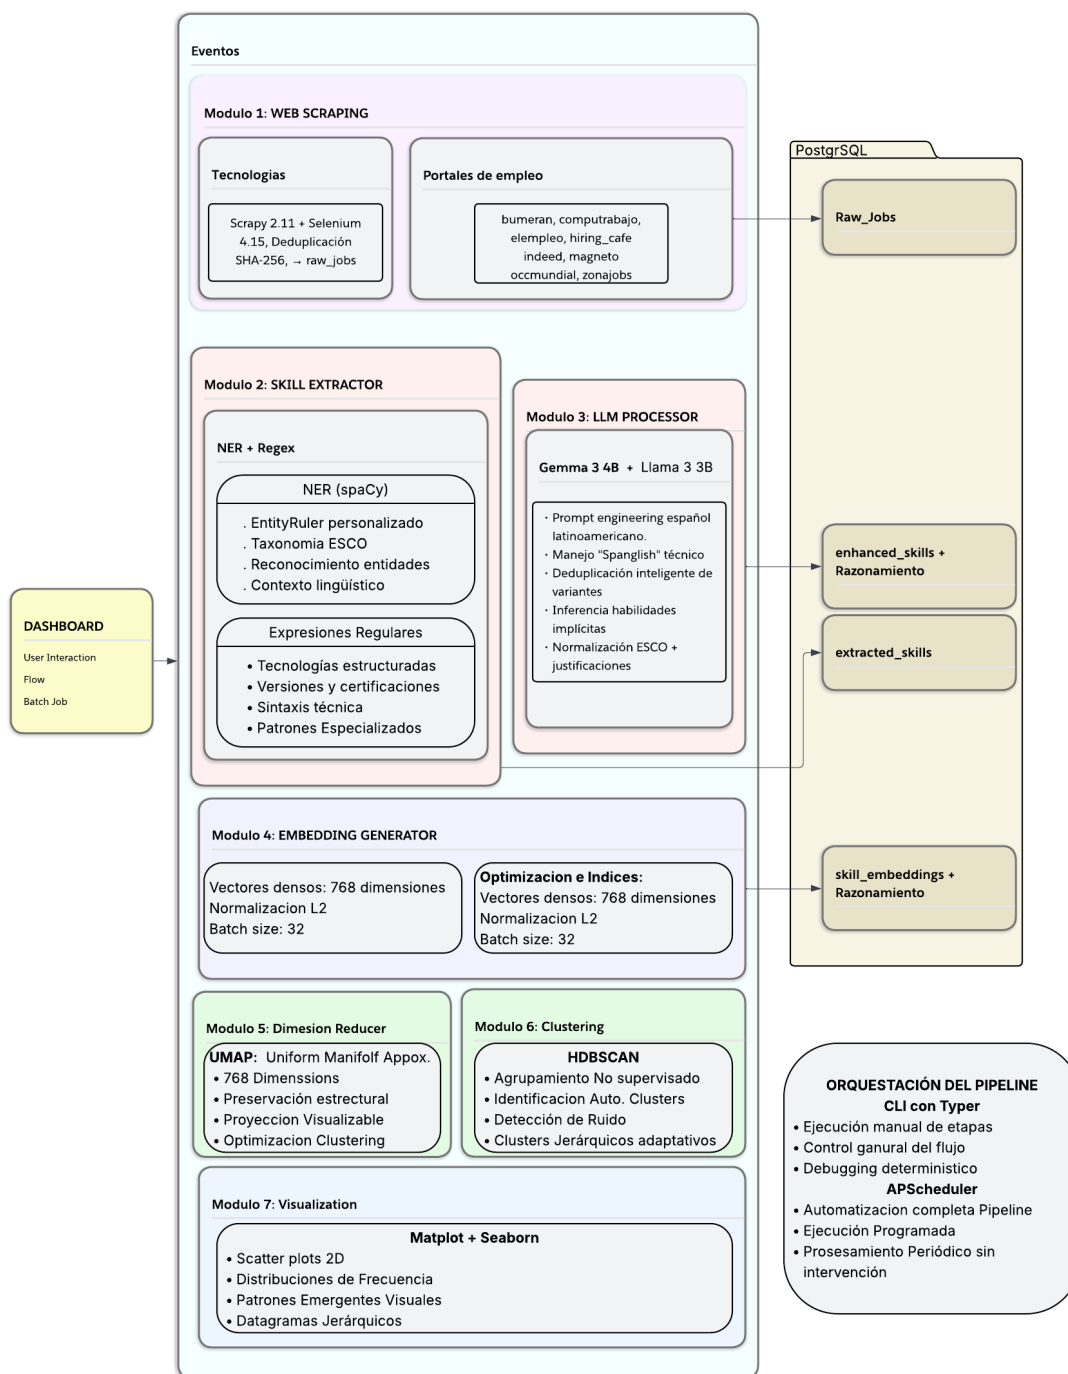 Eventos
Modulo 1: WEB SCRAPING
Tecnologias
Scrapy 2.11 + Selenium
4.15, Deduplicación
SHA-256, → raw_jobs
Portales de empleo
bumeran, computrabajo,
elempleo, hiring_cafe
indeed, magneto
occmundial, zonajobs
PostgrSQL
Raw_Jobs
Modulo 2: SKILL EXTRACTOR
NER + Regex
NER (spaCy)
. EntityRuler personalizado
. Taxonomia ESCO
. Reconocimiento entidades
. Contexto lingüístico
Expresiones Regulares
• Tecnologías estructuradas
• Versiones y certificaciones
• Sintaxis técnica
• Patrones Especializados
Modulo 3: LLM PROCESSOR
Gemma 3 4B + Llama 3 3B
· Prompt engineering español
latinoamericano.
· Manejo "Spanglish" técnico
· Deduplicación inteligente de
variantes
· Inferencia habilidades
implícitas
· Normalización ESCO +
justificaciones
enhanced_skills +
Razonamiento
extracted_skills
DASHBOARD
User Interaction
Flow
Batch Job
Modulo 4: EMBEDDING GENERATOR
Vectores densos: 768 dimensiones
Normalizacion L2
Batch size: 32
Optimizacion e Indices:
Vectores densos: 768 dimensiones
Normalizacion L2
Batch size: 32
skill_embeddings +
Razonamiento
Modulo 5: Dimesion Reducer
UMAP: Uniform Manifolf Appox.
• 768 Dimenssions
• Preservación estrectural
• Proyeccion Visualizable
• Optimizacion Clustering
Modulo 6: Clustering
HDBSCAN
• Agrupamiento No supervisado
• Identificacion Auto. Clusters
• Detección de Ruido
• Clusters Jerárquicos adaptativos
Modulo 7: Visualization
Matplot + Seaborn
• Scatter plots 2D
• Distribuciones de Frecuencia
• Patrones Emergentes Visuales
• Datagramas Jerárquicos
ORQUESTACIÓN DEL PIPELINE
CLI con Typer
• Ejecución manual de etapas
• Control ganural del flujo
• Debugging deterministico
APScheduler
• Automatizacion completa Pipeline
• Ejecución Programada
• Prosesamiento Periódico sin
intervención